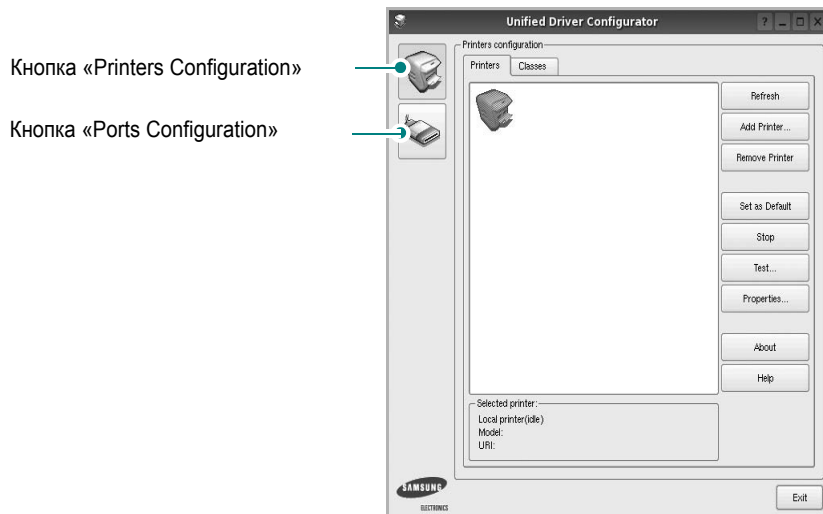 Unified Driver Configurator
Кнопка «Printers Configuration»
Кнопка «Ports Configuration»
Printers configuration
Printers
Classes
Refresh
Add Printer...
Remove Printer
Set as Default
Stop
Test...
Properties...
About
Help
Selected printer:
Local printer(idle)
Model:
URI:
SAMSUNG
ELECTRONICS
Exit